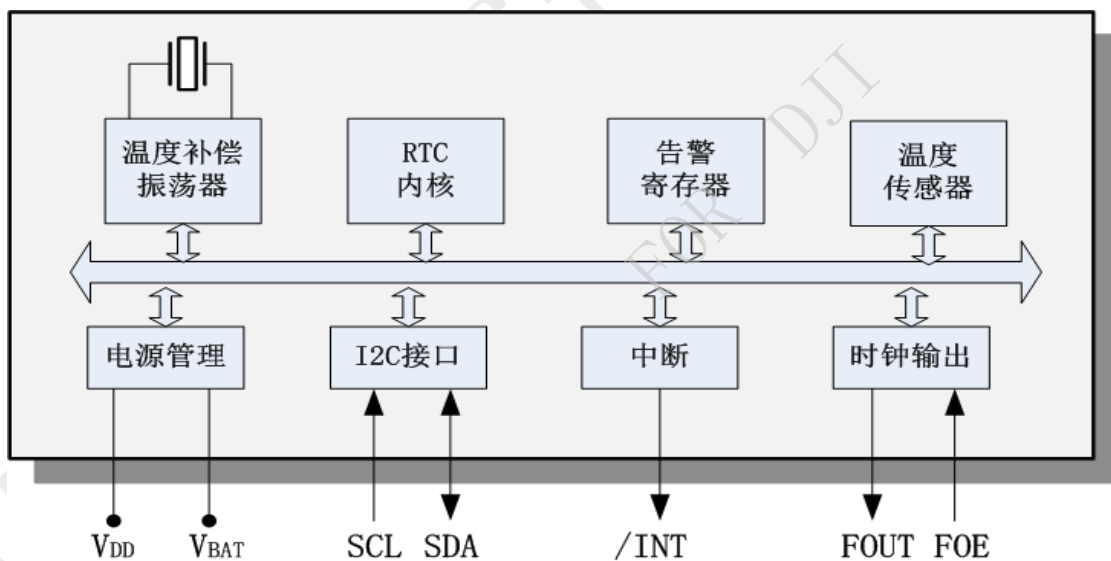 温度补偿
振荡器
RTC
内核
告警
寄存器
温度
传感器
电源管理
I2C接口
中断
时钟输出
VDD
VBAT
SCL
SDA
/INT
FOUT
FOE
FOR DJI